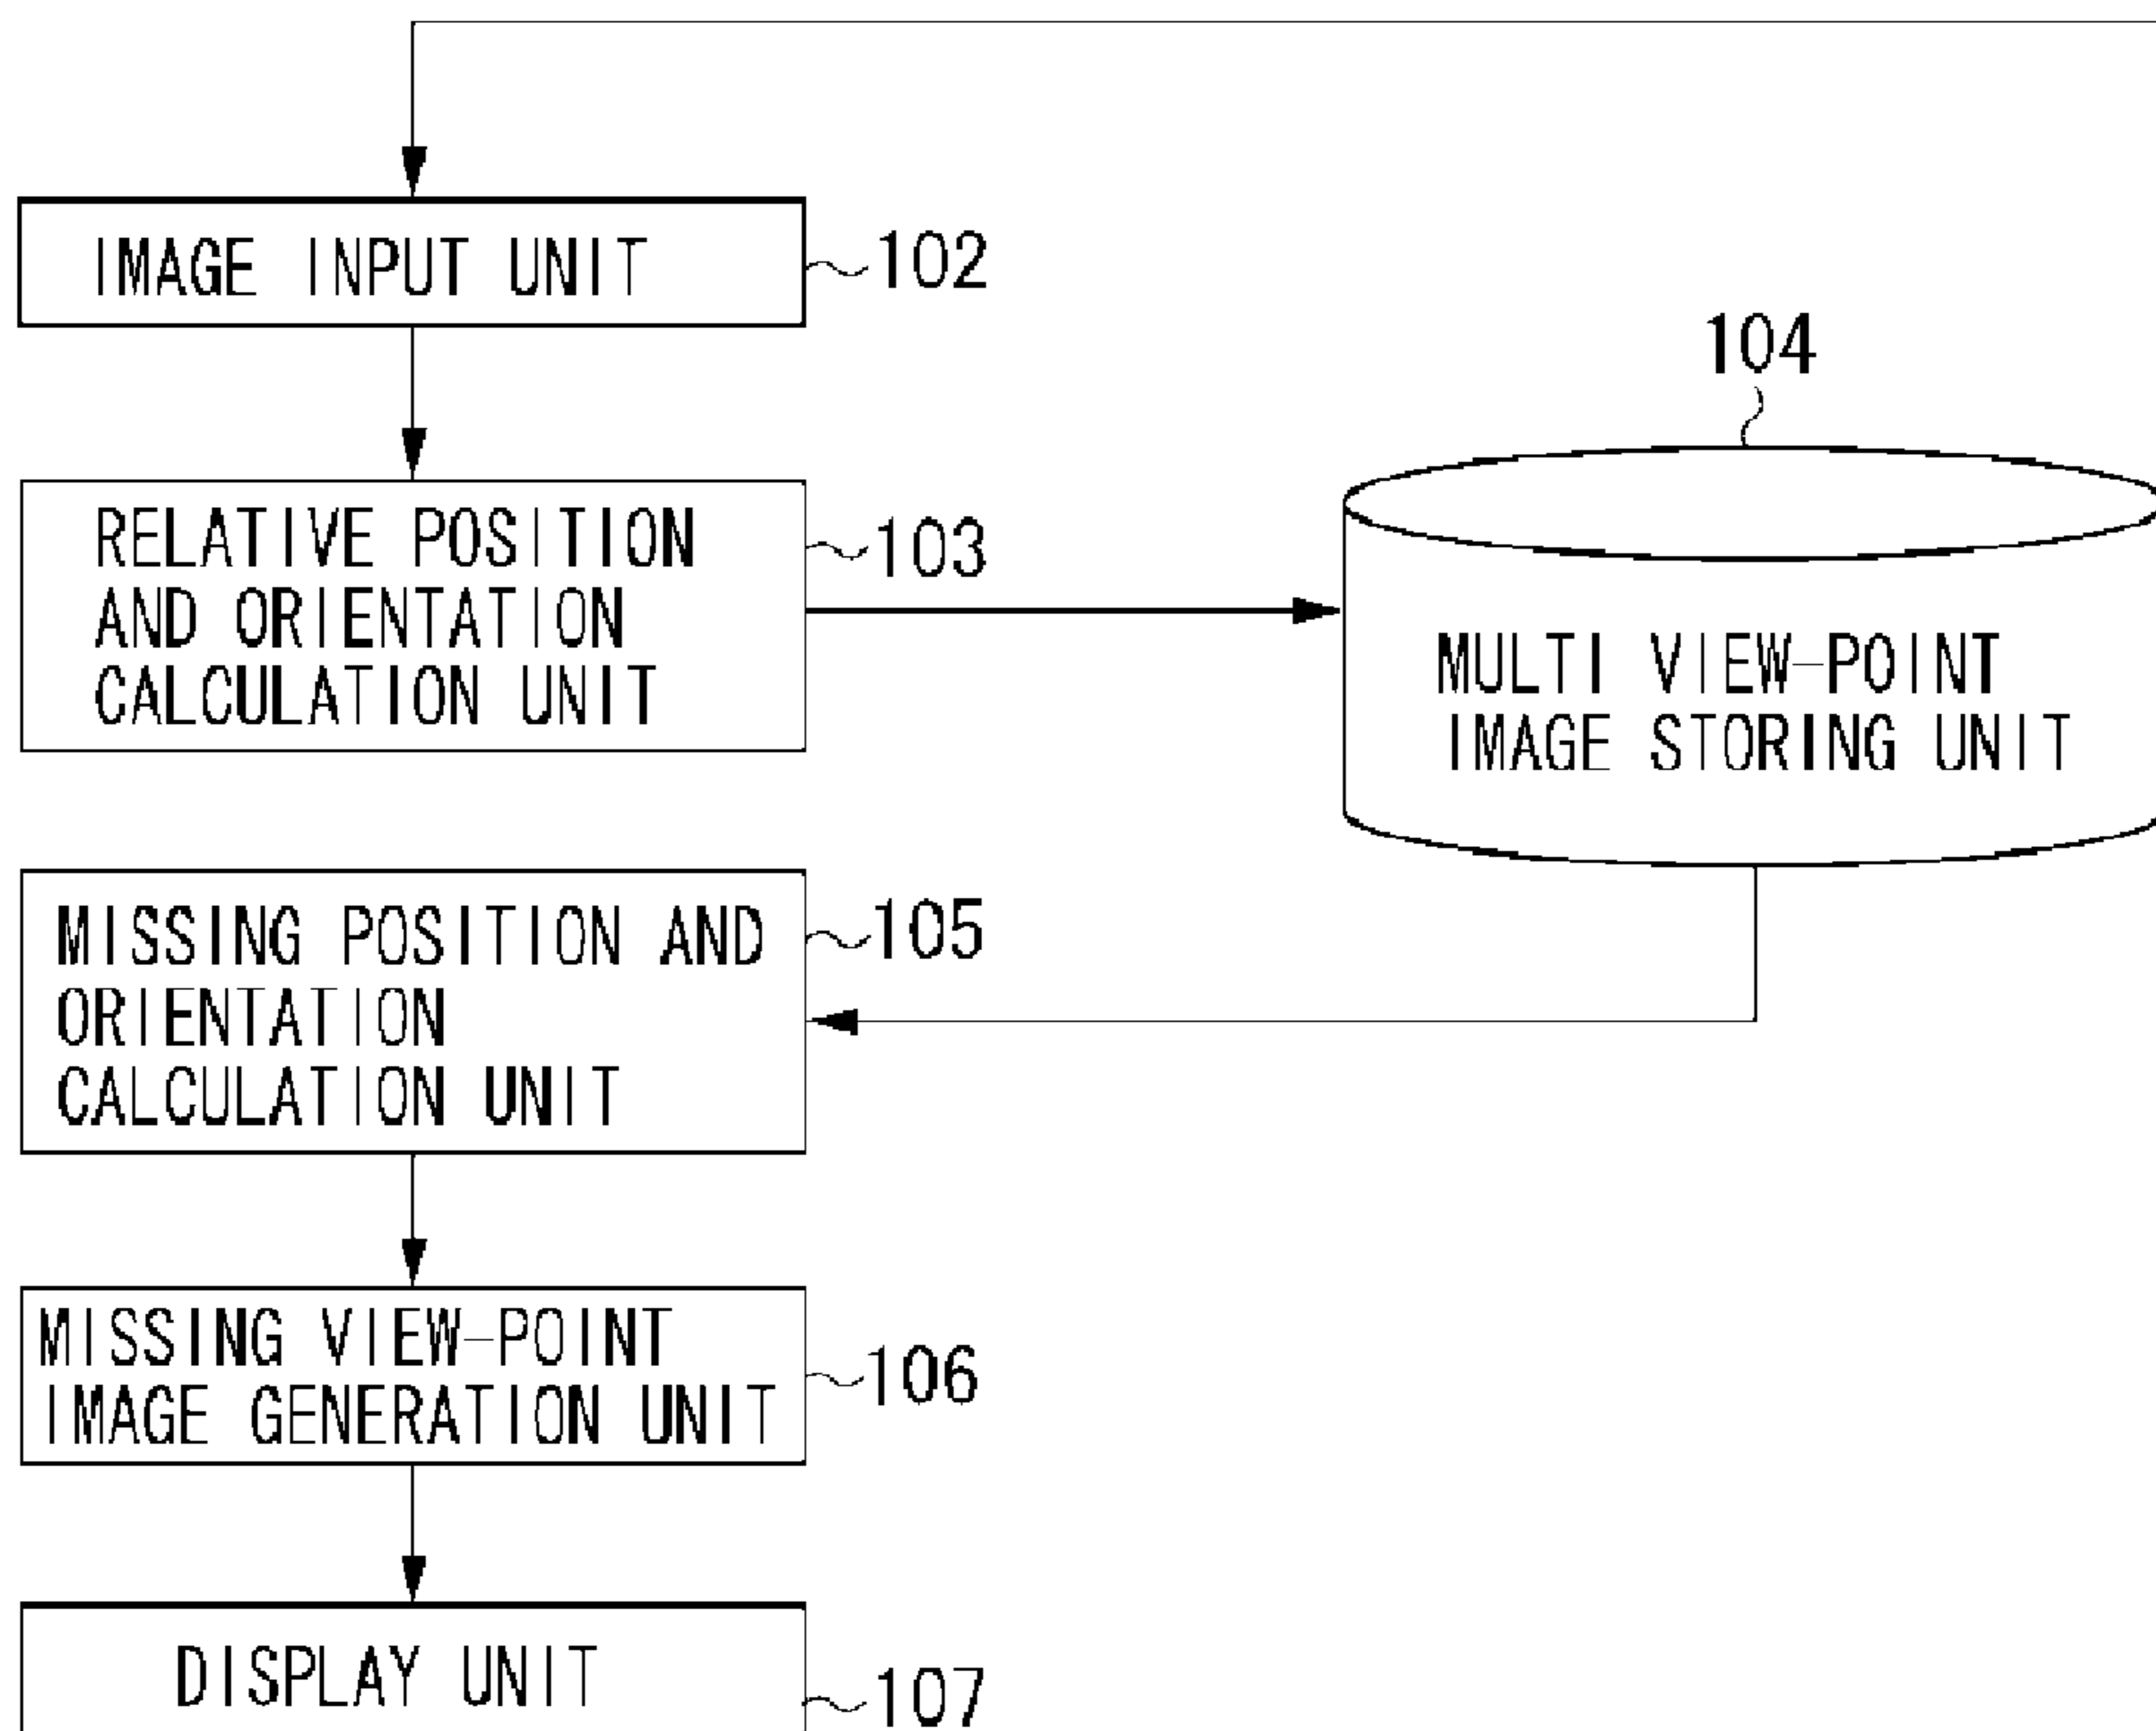 IMAGE INPUT UNIT
102
104
RELATIVE POSITION
AND ORIENTATION
CALCULATION UNIT
103
MULTI VIEW-POINT
IMAGE STORING UNIT
MISSING POSITION AND
ORIENTATION
CALCULATION UNIT
105
MISSING VIEW-POINT
IMAGE GENERATION UNIT
106
DISPLAY UNIT
107